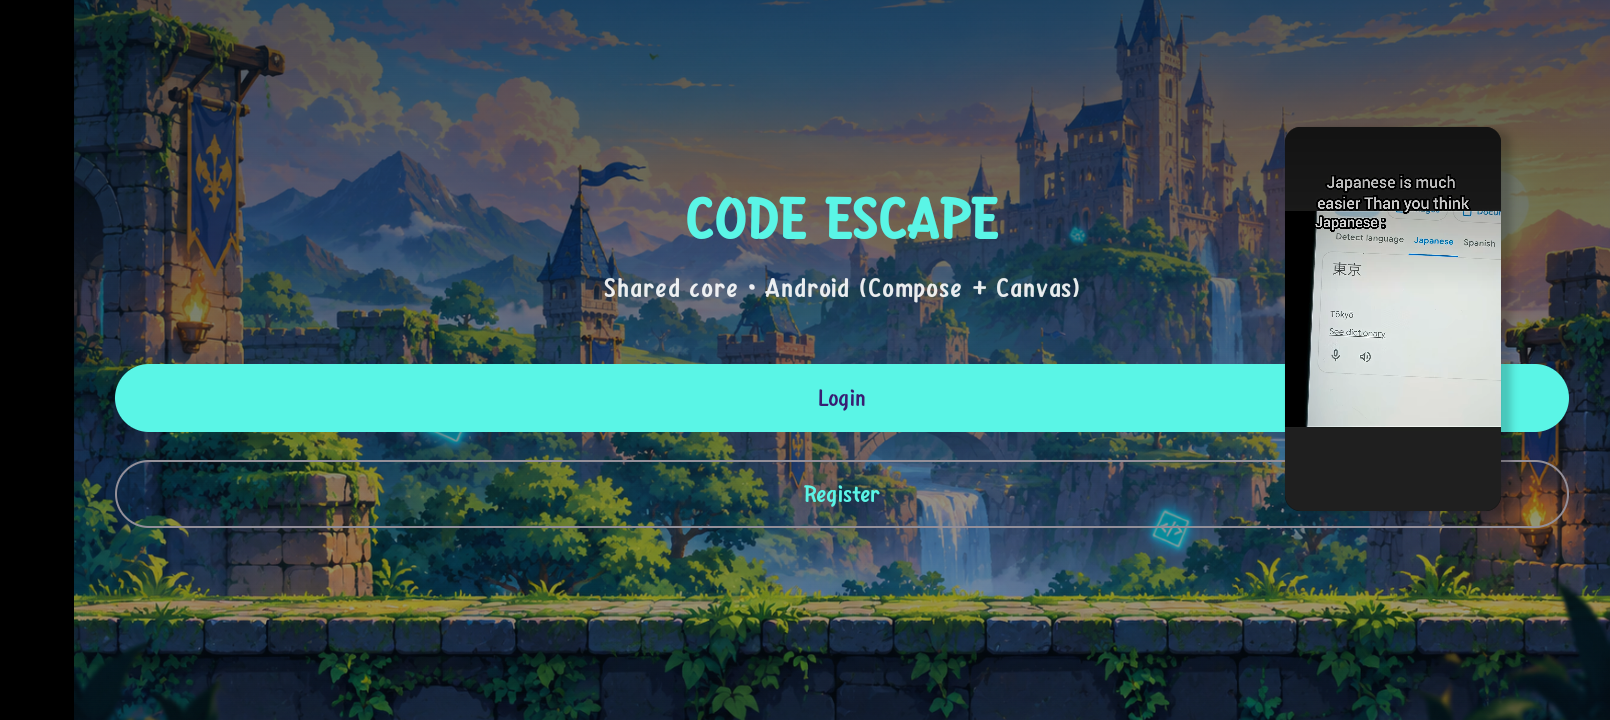 CODE ESCAPE
Shared core • Android (Compose + Canvas)
Login
Register
Japanese is much
easier Than you think
Japanese :
Detect language Japanese Spanish
東京
Tōkyō
See dictionary